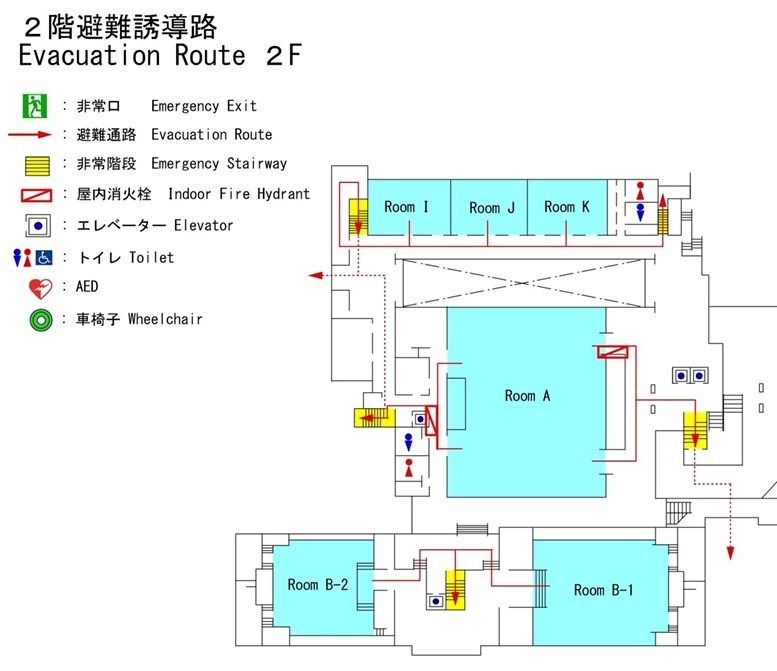 ２階避難誘導路
Evacuation Route ２F
： 非常口 Emergency Exit
： 避難通路 Evacuation Route
： 非常階段 Emergency Stairway
： 屋内消火栓 Indoor Fire Hydrant
： エレベーター Elevator
： トイレ Toilet
： AED
： 車椅子 Wheelchair
Room I
Room J
Room K
Room A
Room B-2
Room B-1